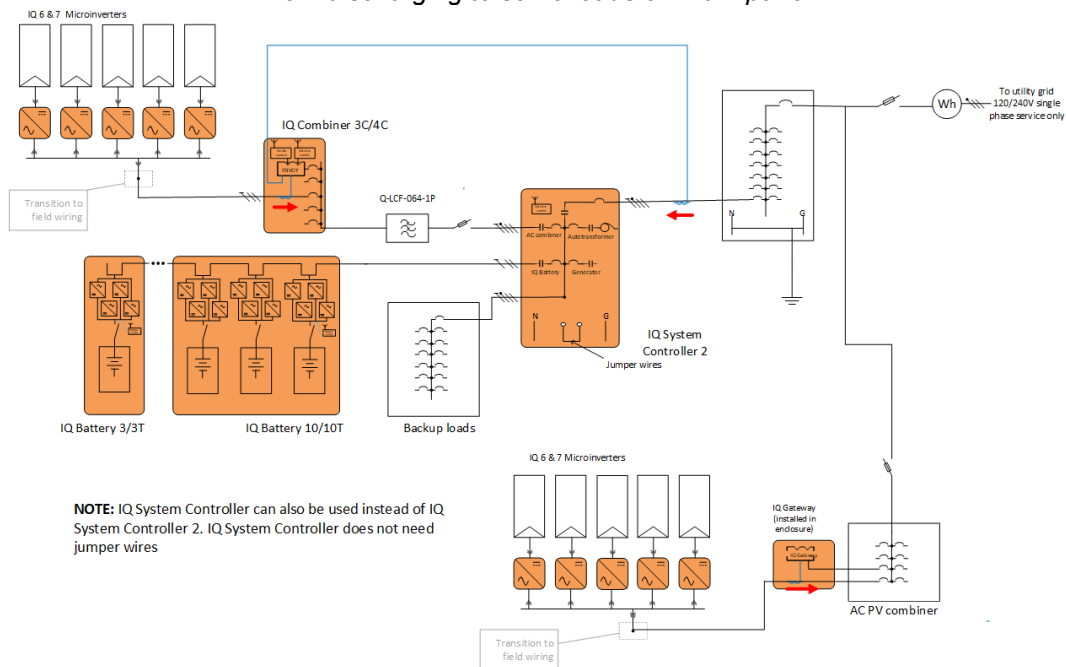 IQ 6 & 7 Microinverters
IQ Combiner 3C/4C
ENVOY
Transition to
field wiring
Q-LCF-064-1P
AC combiner
Autotransformer
IQ Battery
Generator
N
G
Jumper wires
IQ System
Controller 2
N
G
Wh
To utility grid
120/240V single
phase service only
IQ Battery 3/3T
IQ Battery 10/10T
Backup loads
NOTE: IQ System Controller can also be used instead of IQ
System Controller 2. IQ System Controller does not need
jumper wires
IQ 6 & 7 Microinverters
Transition to
field wiring
IQ Gateway
(installed in
enclosure)
IQ Gateway
AC PV combiner